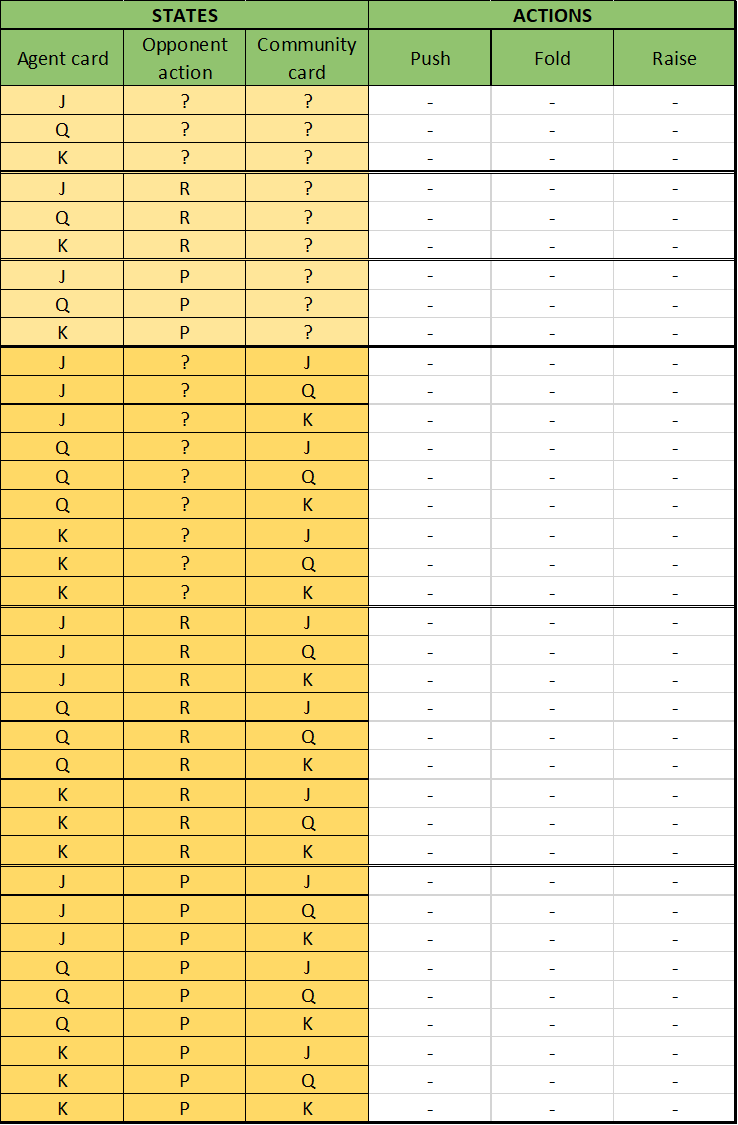 STATES ACTIONS
Agent card Opponent action Community card Push Fold Raise
J ? ? - - -
Q ? ? - - -
K ? ? - - -
J R ? - - -
Q R ? - - -
K R ? - - -
J P ? - - -
Q P ? - - -
K P ? - - -
J ? J - - -
J ? Q - - -
J ? K - - -
Q ? J - - -
Q ? Q - - -
Q ? K - - -
K ? J - - -
K ? Q - - -
K ? K - - -
J R J - - -
J R Q - - -
J R K - - -
Q R J - - -
Q R Q - - -
Q R K - - -
K R J - - -
K R Q - - -
K R K - - -
J P J - - -
J P Q - - -
J P K - - -
Q P J - - -
Q P Q - - -
Q P K - - -
K P J - - -
K P Q - - -
K P K - - -